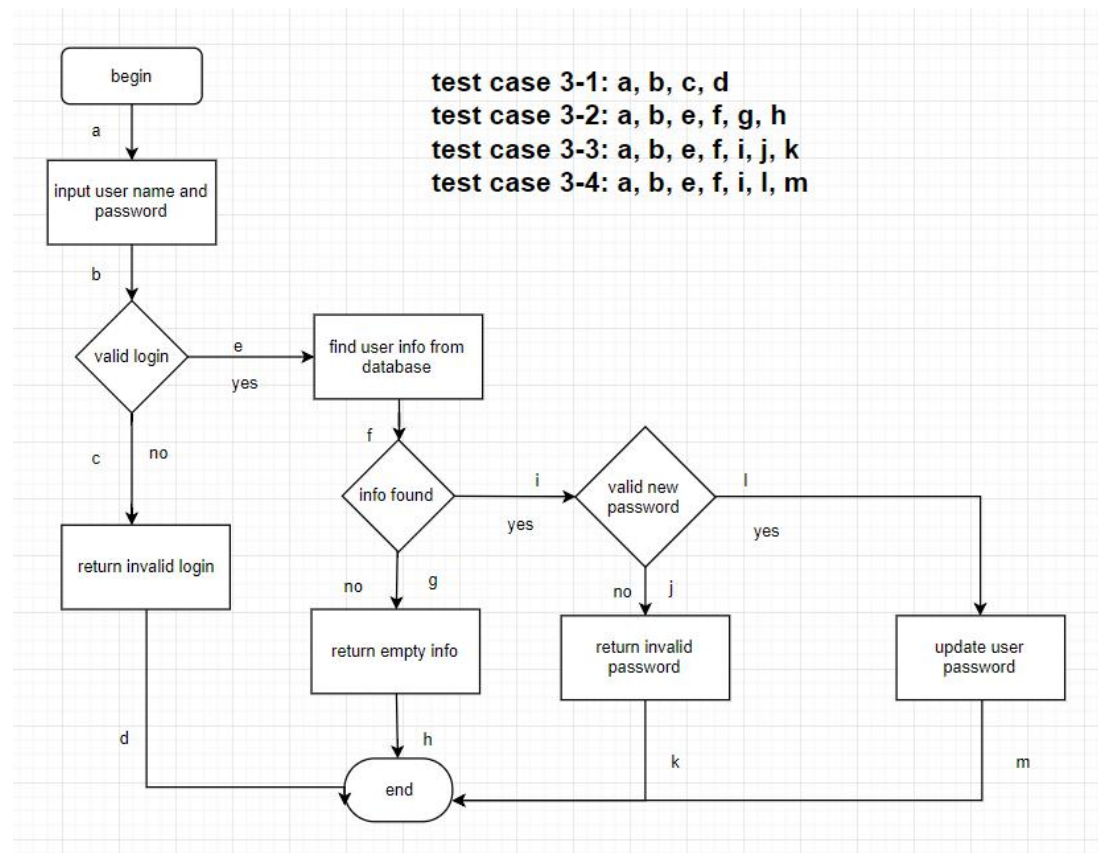 begin
test case 3-1: a, b, c, d
test case 3-2: a, b, e, f, g, h
test case 3-3: a, b, e, f, i, j, k
test case 3-4: a, b, e, f, i, l, m
a
input user name and
password
b
valid login
e
yes
find user info from
database
c
no
f
info found
i
yes
valid new
password
l
yes
return invalid login
no
g
no
j
return empty info
return invalid
password
update user
password
d
h
k
m
end